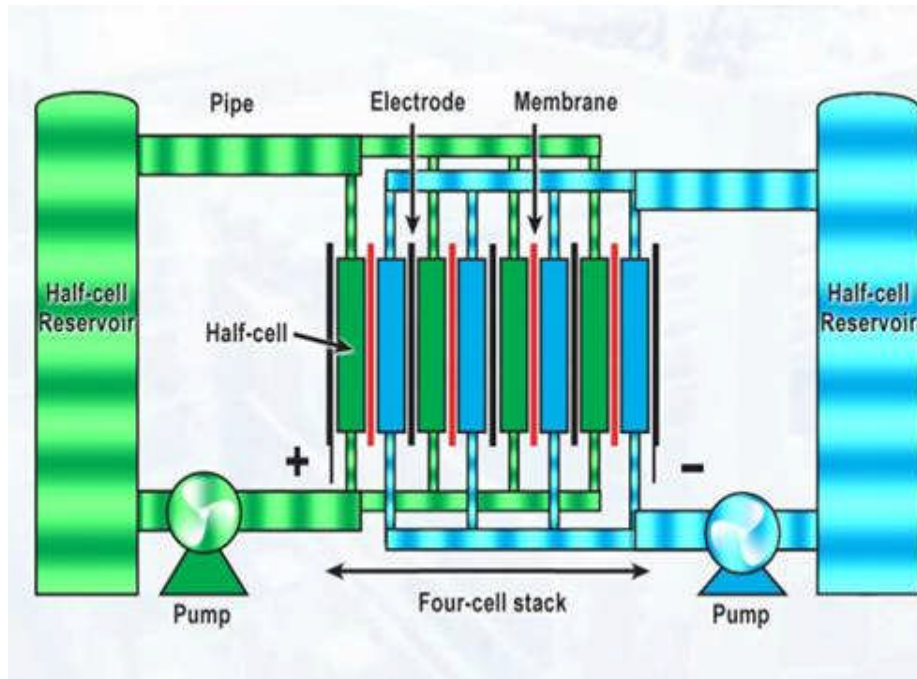 Pipe
Electrode
Membrane
Half-cell
Reservoir
Half-cell
Half-cell
Reservoir
+
-
Pump
Four-cell stack
Pump